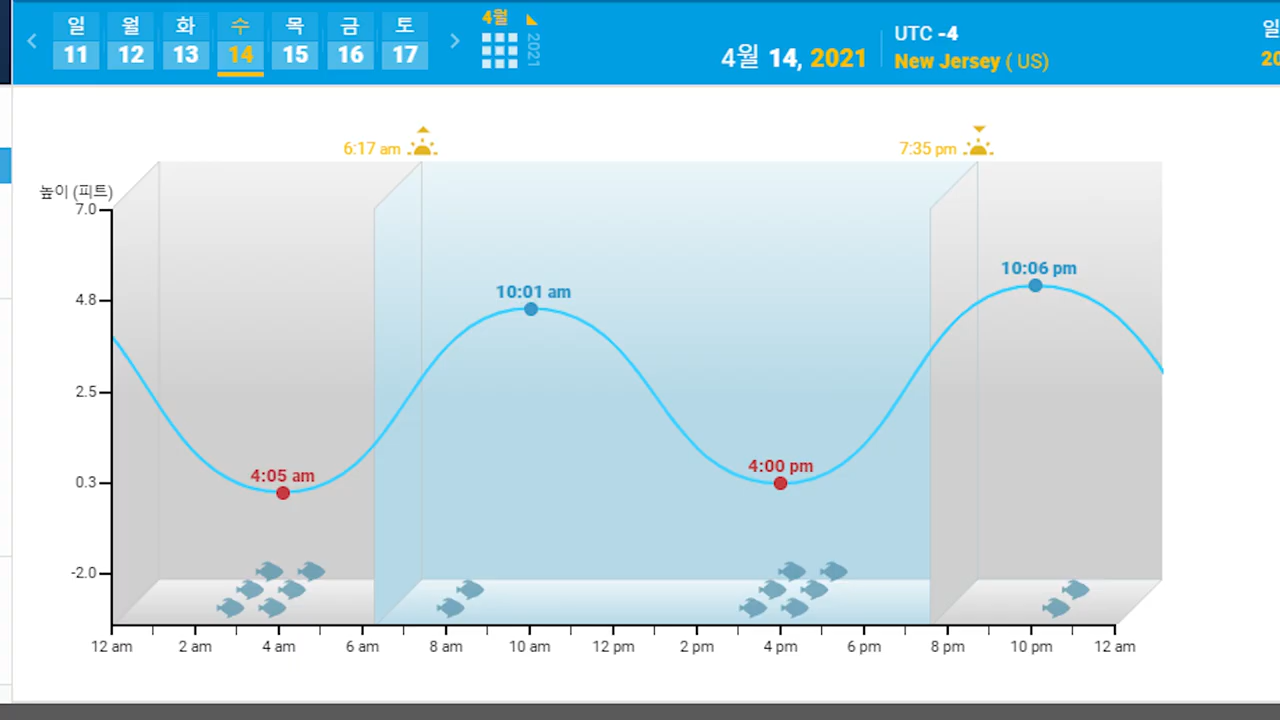 일 월 화 수 목 금 토
11 12 13 14 15 16 17
4월
2021
4월 14, 2021
UTC -4
New Jersey ( US)
일
20
6:17 am
7:35 pm
높이 (피트)
7.0
4.8
2.5
0.3
-2.0
10:01 am
10:06 pm
4:05 am
4:00 pm
12 am 2 am 4 am 6 am 8 am 10 am 12 pm 2 pm 4 pm 6 pm 8 pm 10 pm 12 am